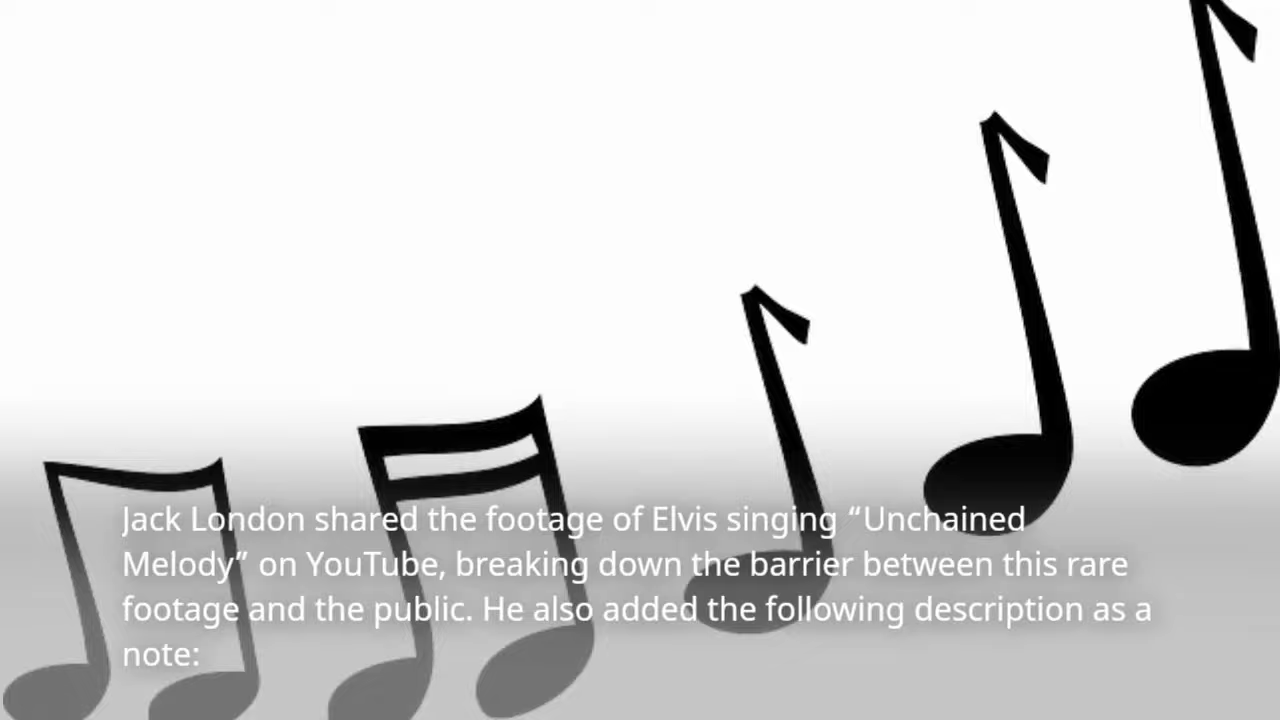 Jack London shared the footage of Elvis singing “Unchained
Melody” on YouTube, breaking down the barrier between this rare
footage and the public. He also added the following description as a
note: